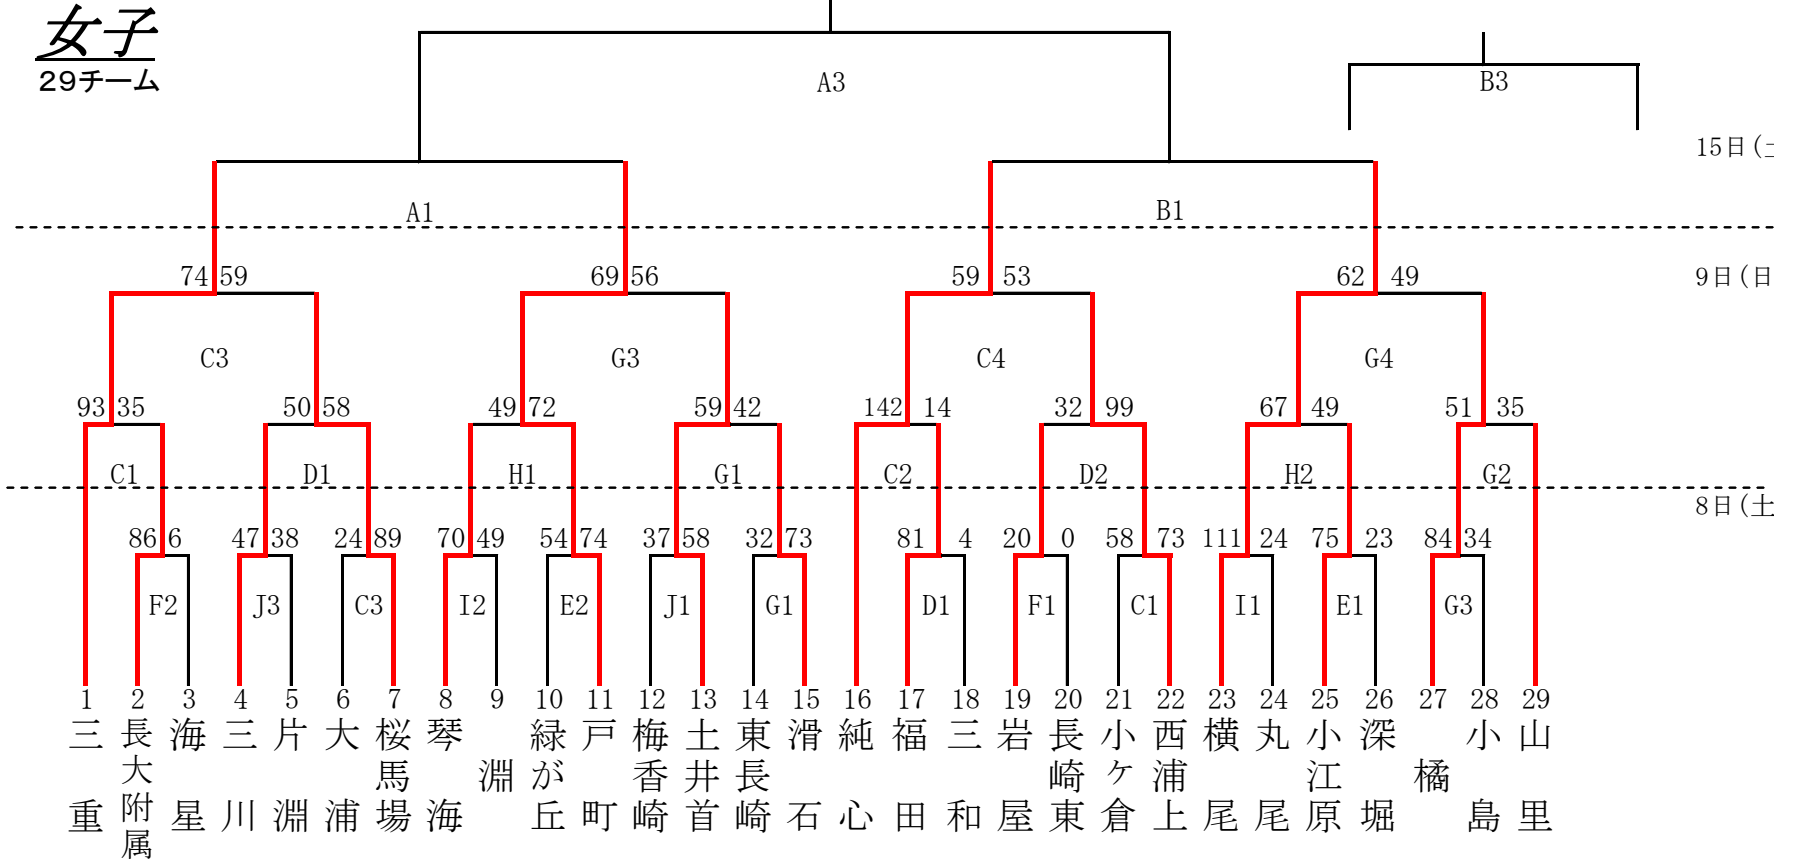 女子
29チーム
A3
B3
15日(
A1
B1
74 59
69 56
59 53
62 49
9日(日
C3
G3
C4
G4
93 35
50 58
49 72
59 42
142 14
32 99
67 49
51 35
C1
D1
H1
G1
C2
D2
H2
G2
8日(土
86 6
47 38
24 89
70 49
54 74
37 58
32 73
81 4
20 0
58 73
111 24
75 23
84 34
F2
J3
C3
I2
E2
J1
G1
D1
F1
C1
I1
E1
G3
1 三重
2 長大附属
3 海星
4 三川
5 片淵
6 大浦
7 桜馬場
8 琴海
9 淵
10 緑が丘
11 戸町
12 梅香崎
13 土井首
14 東長崎
15 滑石
16 純心
17 福田
18 三和
19 岩屋
20 長崎東
21 小ケ倉
22 西浦上
23 横尾
24 丸尾
25 小江原
26 深堀
27 橘
28 小島
29 山里